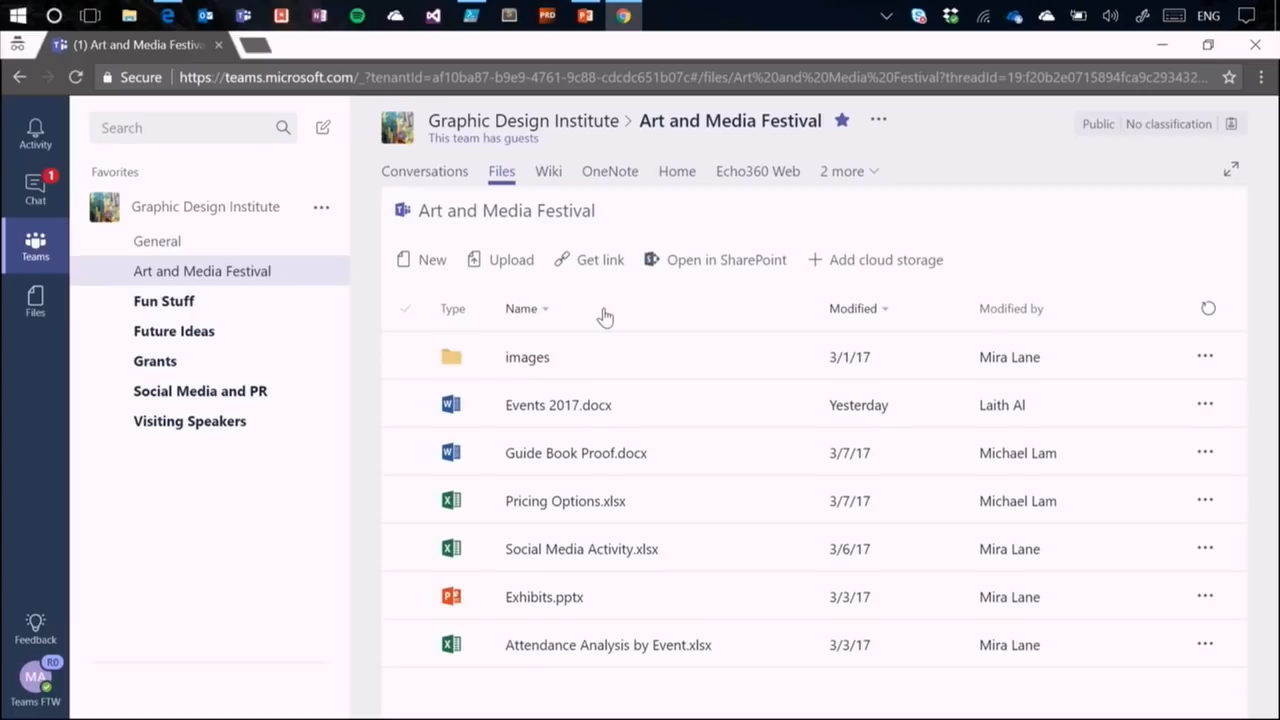 ENG
(1) Art and Media Festiva
Secure https://teams.microsoft.com/_?tenantId=af10ba87-b9e9-4761-9c88-cdcdc651b07c#/files/Art%20and%20Media%20Festival?threadId=19:f20b2e0715894fca9c293432...
Activity
Chat
1
Teams
Files
Feedback
R0
MA
Teams FTW
Search
Favorites
Graphic Design Institute
General
Art and Media Festival
Fun Stuff
Future Ideas
Grants
Social Media and PR
Visiting Speakers
Graphic Design Institute > Art and Media Festival
This team has guests
Public No classification
Conversations Files Wiki OneNote Home Echo360 Web 2 more
Art and Media Festival
New Upload Get link Open in SharePoint Add cloud storage
Type Name Modified Modified by
images 3/1/17 Mira Lane
Events 2017.docx Yesterday Laith Al
Guide Book Proof.docx 3/7/17 Michael Lam
Pricing Options.xlsx 3/7/17 Michael Lam
Social Media Activity.xlsx 3/6/17 Mira Lane
Exhibits.pptx 3/3/17 Mira Lane
Attendance Analysis by Event.xlsx 3/3/17 Mira Lane